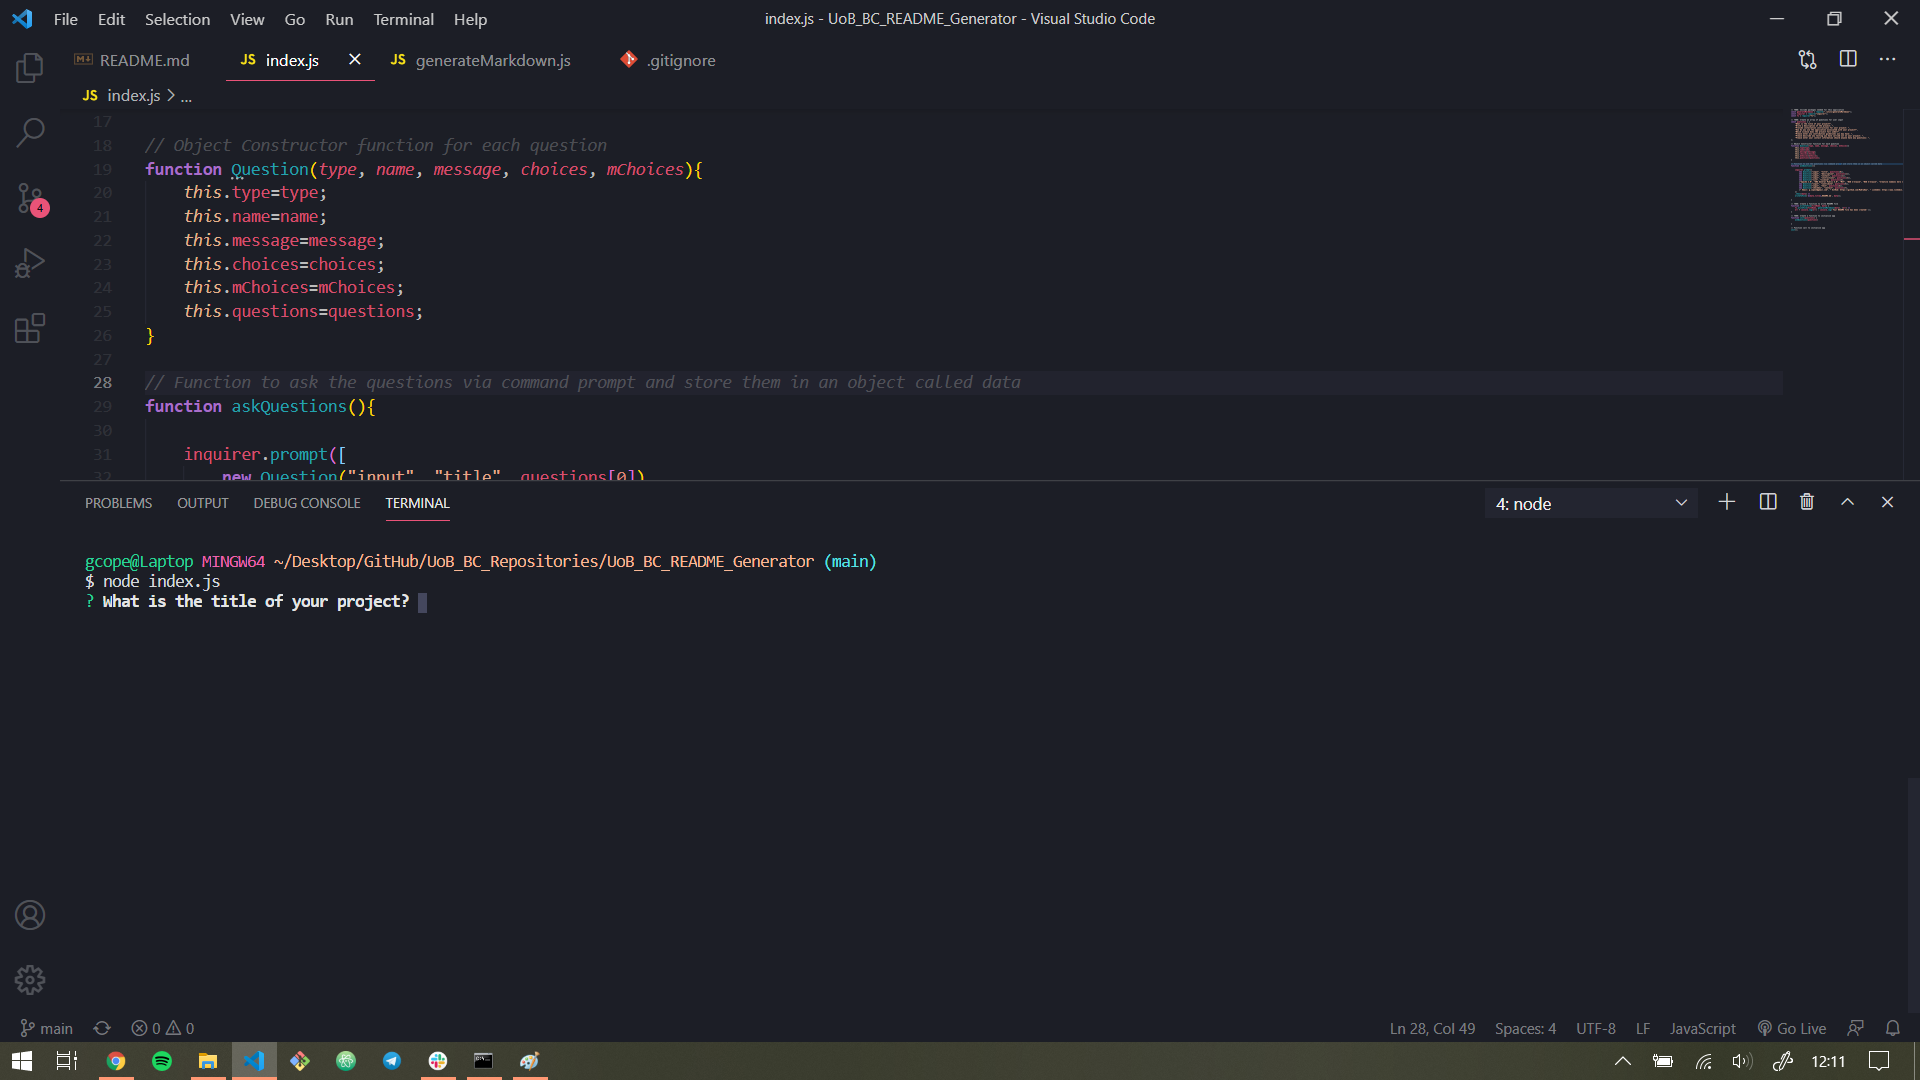 File Edit Selection View Go Run Terminal Help
index.js - UoB_BC_README_Generator - Visual Studio Code
README.md
JS index.js
JS generateMarkdown.js
.gitignore
JS index.js > ...
17
18 // Object Constructor function for each question
19 function Question(type, name, message, choices, mChoices){
20 this.type=type;
21 this.name=name;
22 this.message=message;
23 this.choices=choices;
24 this.mChoices=mChoices;
25 this.questions=questions;
26 }
27
28 // Function to ask the questions via command prompt and store them in an object called data
29 function askQuestions(){
30
31 inquirer.prompt([
32 new Question("input" "title" questions[0])
4
PROBLEMS OUTPUT DEBUG CONSOLE TERMINAL
4: node
gcope@Laptop MINGW64 ~/Desktop/GitHub/UoB_BC_Repositories/UoB_BC_README_Generator (main)
$ node index.js
? What is the title of your project?
main 0 0
Ln 28, Col 49 Spaces: 4 UTF-8 LF JavaScript Go Live
12:11